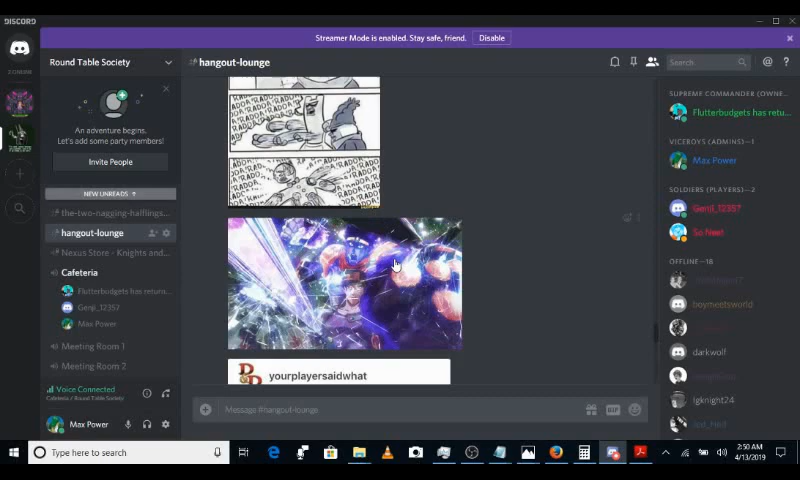 DISCORD
Streamer Mode is enabled. Stay safe, friend.
Disable
Round Table Society
hangout-lounge
Search...
An adventure begins.
Let's add some party members!
Invite People
NEW UNREADS
the-two-nagging-halflings...
hangout-lounge
Nexus Store - Knights and...
Cafeteria
Flutterbudgets has return...
Genji_12357
Max Power
Meeting Room 1
Meeting Room 2
Voice Connected
Cafeteria / Round Table Society
Max Power
yourplayersaidwhat
Message #hangout-lounge
GIF
SUPREME COMMANDER (OWNE...
Flutterbudgets has retu...
VICEROYS (ADMINS)—1
Max Power
SOLDIERS (PLAYERS)—2
Genji_12357
So Neet
OFFLINE—18
boymeetsworld
darkwolf
lgknight24
Type here to search
2:50 AM
4/13/2019